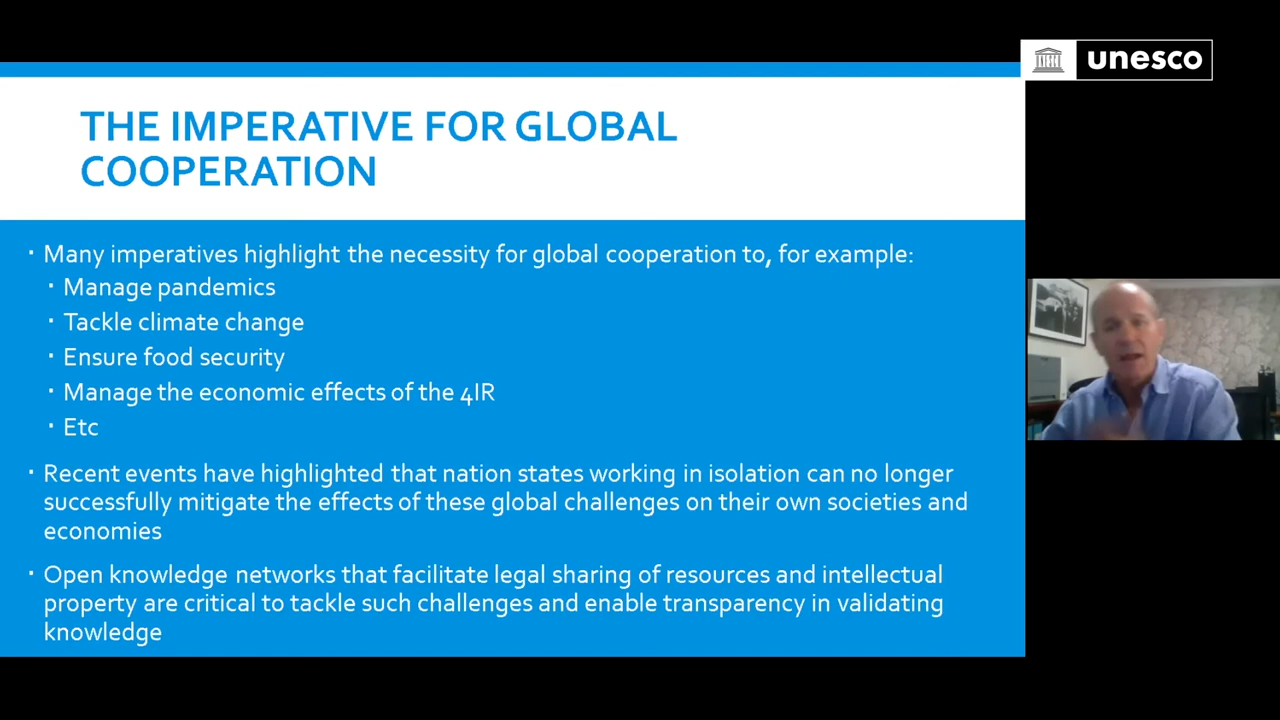 unesco
THE IMPERATIVE FOR GLOBAL
COOPERATION
· Many imperatives highlight the necessity for global cooperation to, for example:
· Manage pandemics
· Tackle climate change
· Ensure food security
· Manage the economic effects of the 4IR
· Etc
· Recent events have highlighted that nation states working in isolation can no longer
successfully mitigate the effects of these global challenges on their own societies and
economies
· Open knowledge networks that facilitate legal sharing of resources and intellectual
property are critical to tackle such challenges and enable transparency in validating
knowledge